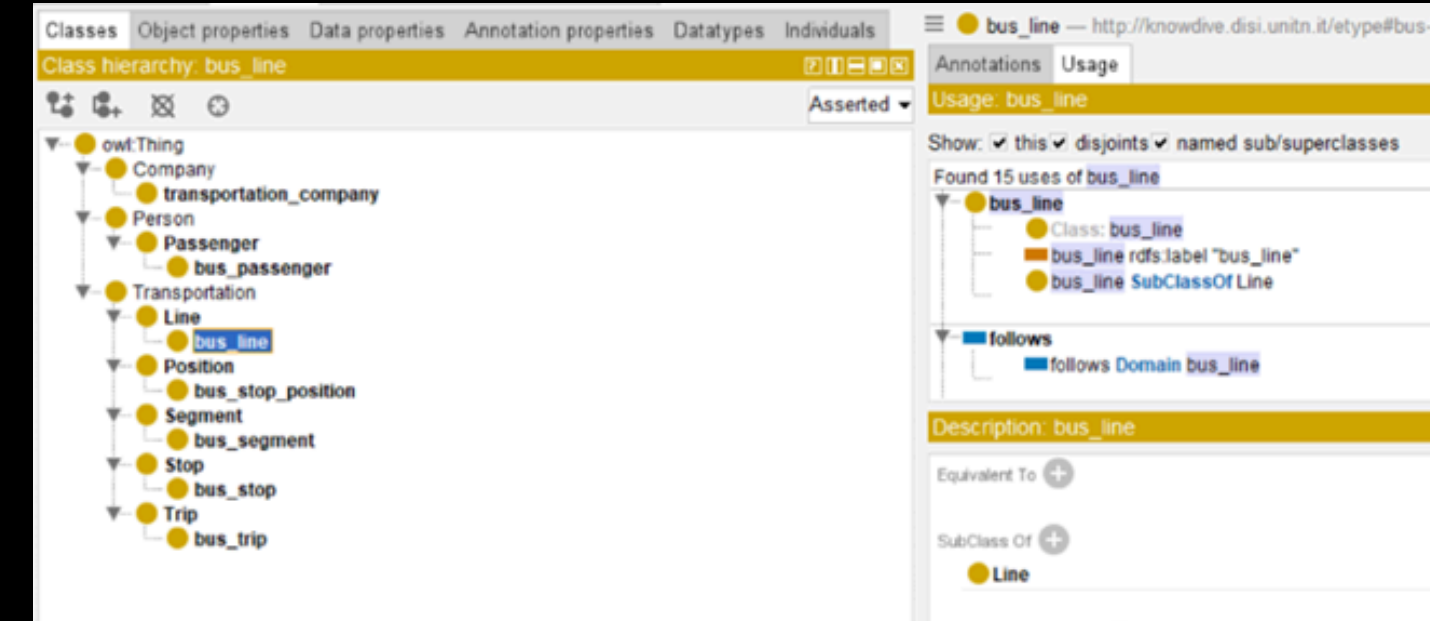 Classes Object properties Data properties Annotation properties Datatypes Individuals
Class hierarchy: bus_line
Asserted
owl:Thing
Company
transportation_company
Person
Passenger
bus_passenger
Transportation
Line
bus_line
Position
bus_stop_position
Segment
bus_segment
Stop
bus_stop
Trip
bus_trip
bus_line — http://knowdive.disi.unitn.it/etype#bus-
Annotations Usage
Usage: bus_line
Show: this disjoints named sub/superclasses
Found 15 uses of bus_line
bus_line
Class: bus_line
bus_line rdfs:label "bus_line"
bus_line SubClassOf Line
follows
follows Domain bus_line
Description: bus_line
Equivalent To
SubClass Of
Line